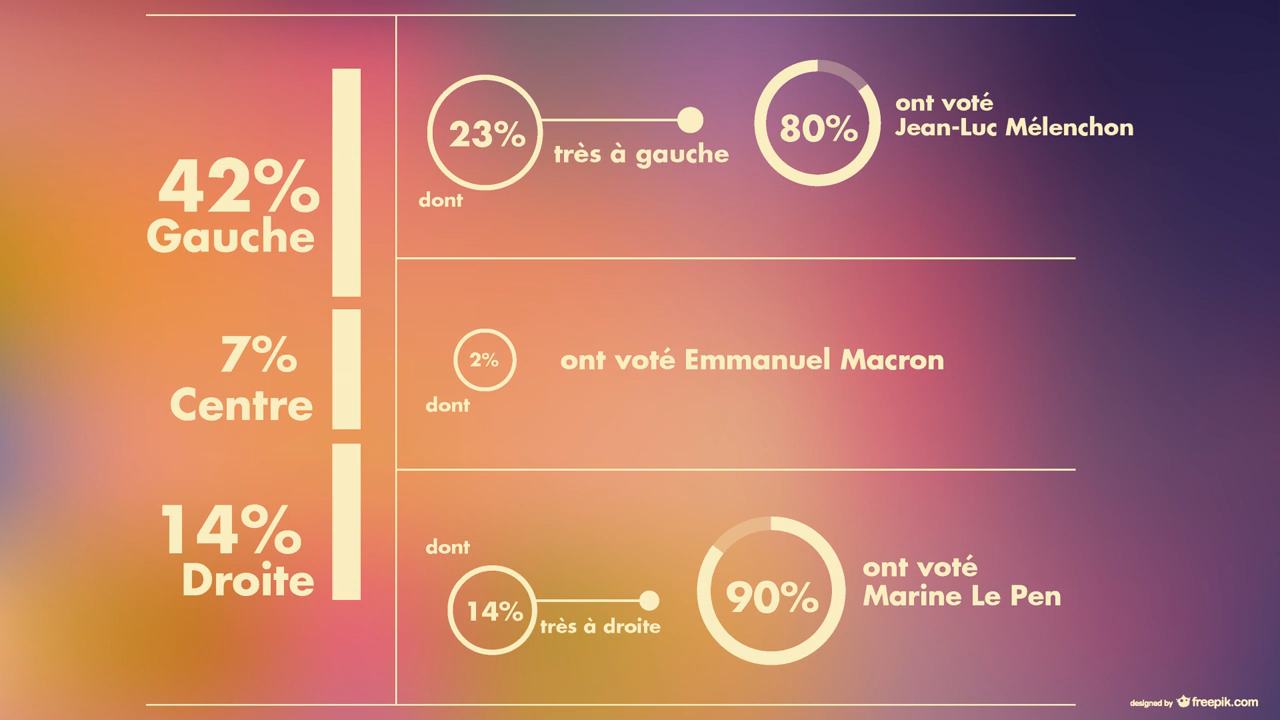 42%
Gauche
dont
23%
très à gauche
80%
ont voté
Jean-Luc Mélenchon
7%
Centre
dont
2%
ont voté Emmanuel Macron
14%
Droite
dont
14%
très à droite
90%
ont voté
Marine Le Pen
designed by freepik.com